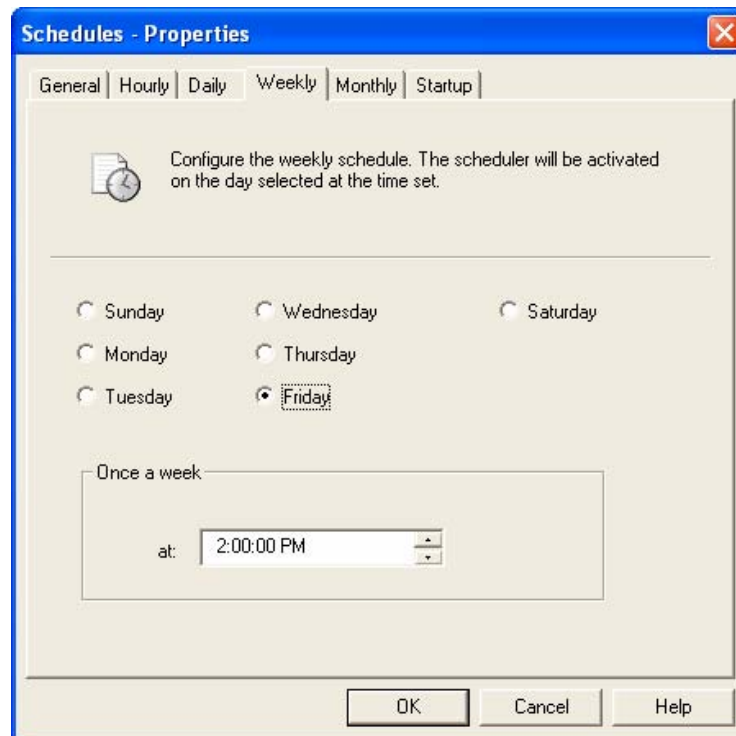 Schedules - Properties
General Hourly Daily Weekly Monthly Startup
Configure the weekly schedule. The scheduler will be activated
on the day selected at the time set.
Sunday Wednesday Saturday
Monday Thursday
Tuesday Friday
Once a week
at: 2:00:00 PM
OK Cancel Help